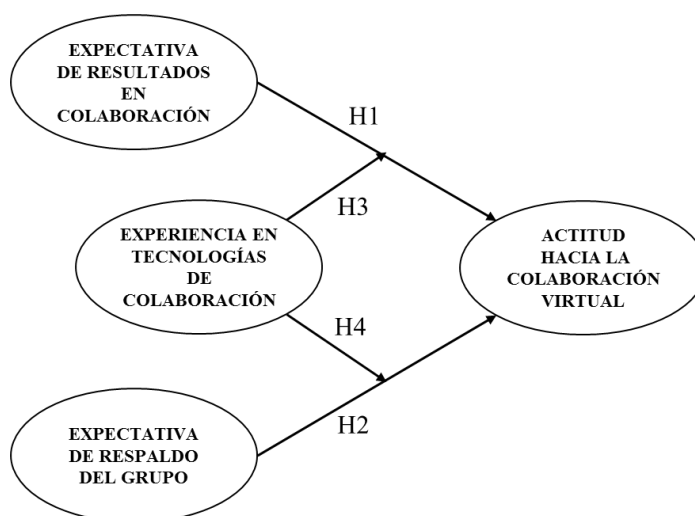 EXPECTATIVA
DE RESULTADOS
EN
COLABORACIÓN
H1
H3
EXPERIENCIA EN
TECNOLOGÍAS
DE
COLABORACIÓN
ACTITUD
HACIA LA
COLABORACIÓN
VIRTUAL
H4
H2
EXPECTATIVA
DE RESPALDO
DEL GRUPO